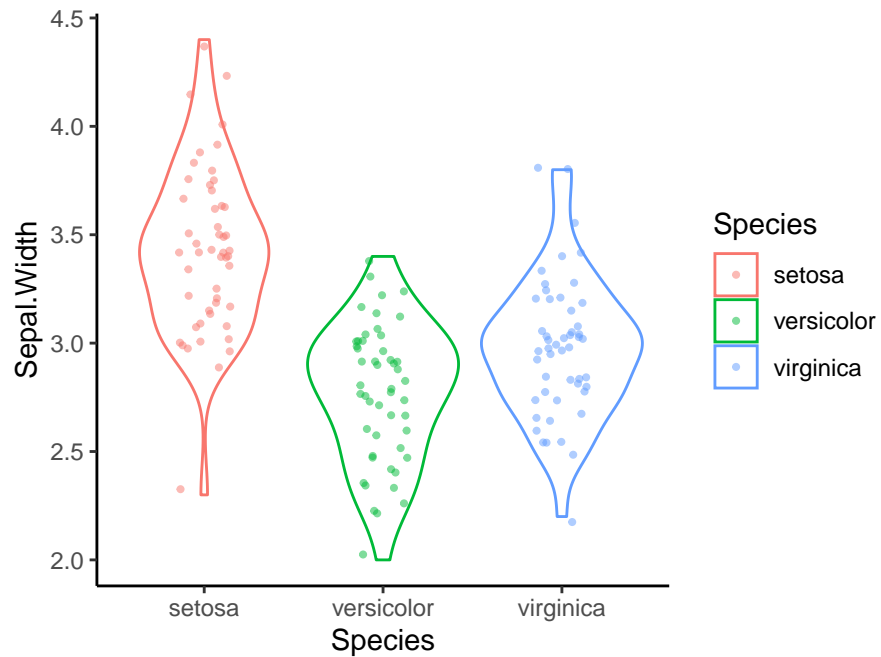 4.5
4.0
3.5
3.0
2.5
2.0
Sepal.Width
setosa
versicolor
virginica
Species
Species
setosa
versicolor
virginica